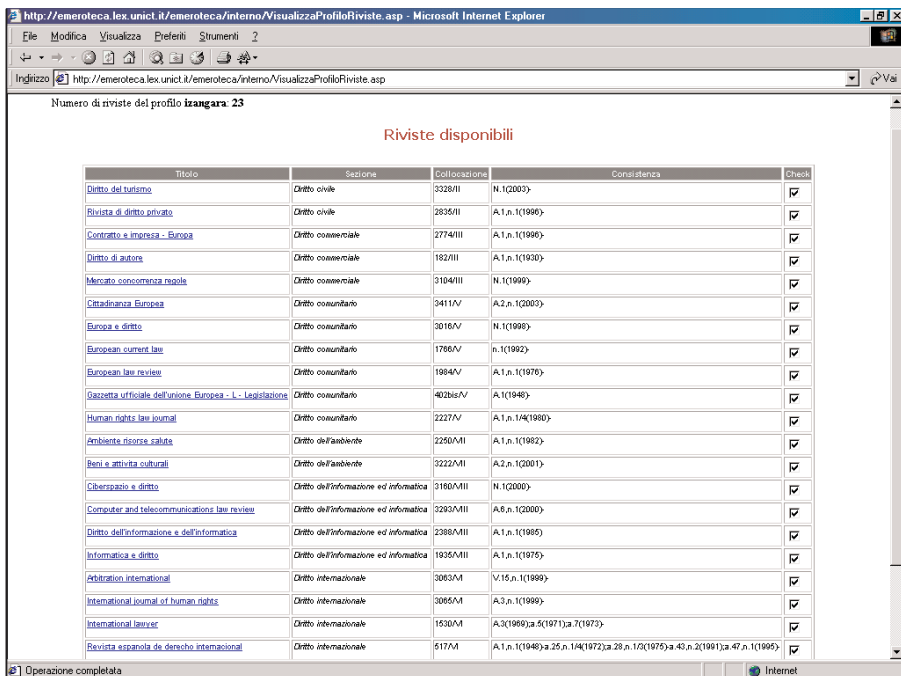 http://emeroteca.lex.unict.it/emeroteca/interno/VisualizzaProfiloRiviste.asp - Microsoft Internet Explorer
File Modifica Visualizza Preferiti Strumenti ?
Indirizzo http://emeroteca.lex.unict.it/emeroteca/interno/VisualizzaProfiloRiviste.asp Vai
Numero di riviste del profilo izangara: 23
Riviste disponibili
Titolo Sezione Collocazione Consistenza Check
Diritto del turismo Diritto civile 3328/II N.1(2003)-
Rivista di diritto privato Diritto civile 2835/II A.1,n.1(1996)-
Contratto e impresa - Europa Diritto commerciale 2774/III A.1,n.1(1996)-
Diritto di autore Diritto commerciale 182/III A.1,n.1(1930)-
Mercato concorrenza regole Diritto commerciale 3104/III N.1(1999)-
Cittadinanza Europea Diritto comunitario 3411/V A.2,n.1(2003)-
Europa e diritto Diritto comunitario 3016/V N.1(1998)-
European current law Diritto comunitario 1766/V n.1(1992)-
European law review Diritto comunitario 1984/V A.1,n.1(1976)-
Gazzetta ufficiale dell'unione Europea - L - Legislazione Diritto comunitario 402bis/V A.1(1948)-
Human rights law journal Diritto comunitario 2227/V A.1,n.1/4(1980)-
Ambiente risorse salute Diritto dell'ambiente 2250/VII A.1,n.1(1982)-
Beni e attivita culturali Diritto dell'ambiente 3222/VII A.2,n.1(2001)-
Ciberspazio e diritto Diritto dell'informazione ed informatica 3160/VIII N.1(2000)-
Computer and telecommunications law review Diritto dell'informazione ed informatica 3293/VIII A.6,n.1(2000)-
Diritto dell'informazione e dell'informatica Diritto dell'informazione ed informatica 2388/VIII A.1,n.1(1985)
Informatica e diritto Diritto dell'informazione ed informatica 1935/VIII A.1,n.1(1975)-
Arbitration international Diritto internazionale 3063/VI V.15,n.1(1999)-
International journal of human rights Diritto internazionale 3065/VI A.3,n.1(1999)-
International lawyer Diritto internazionale 1530/VI A.3(1969);a.5(1971);a.7(1973)-
Revista espanola de derecho internacional Diritto internazionale 517/VI A.1,n.1(1948)-a.25,n.1/4(1972);a.28,n.1/3(1975)-a.43,n.2(1991);a.47,n.1(1995)-
Operazione completata Internet